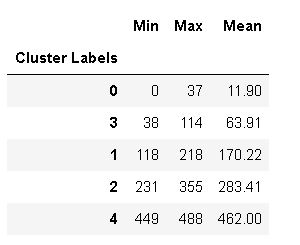 Min Max Mean
Cluster Labels
0 0 37 11.90
3 38 114 63.91
1 118 218 170.22
2 231 355 283.41
4 449 488 462.00